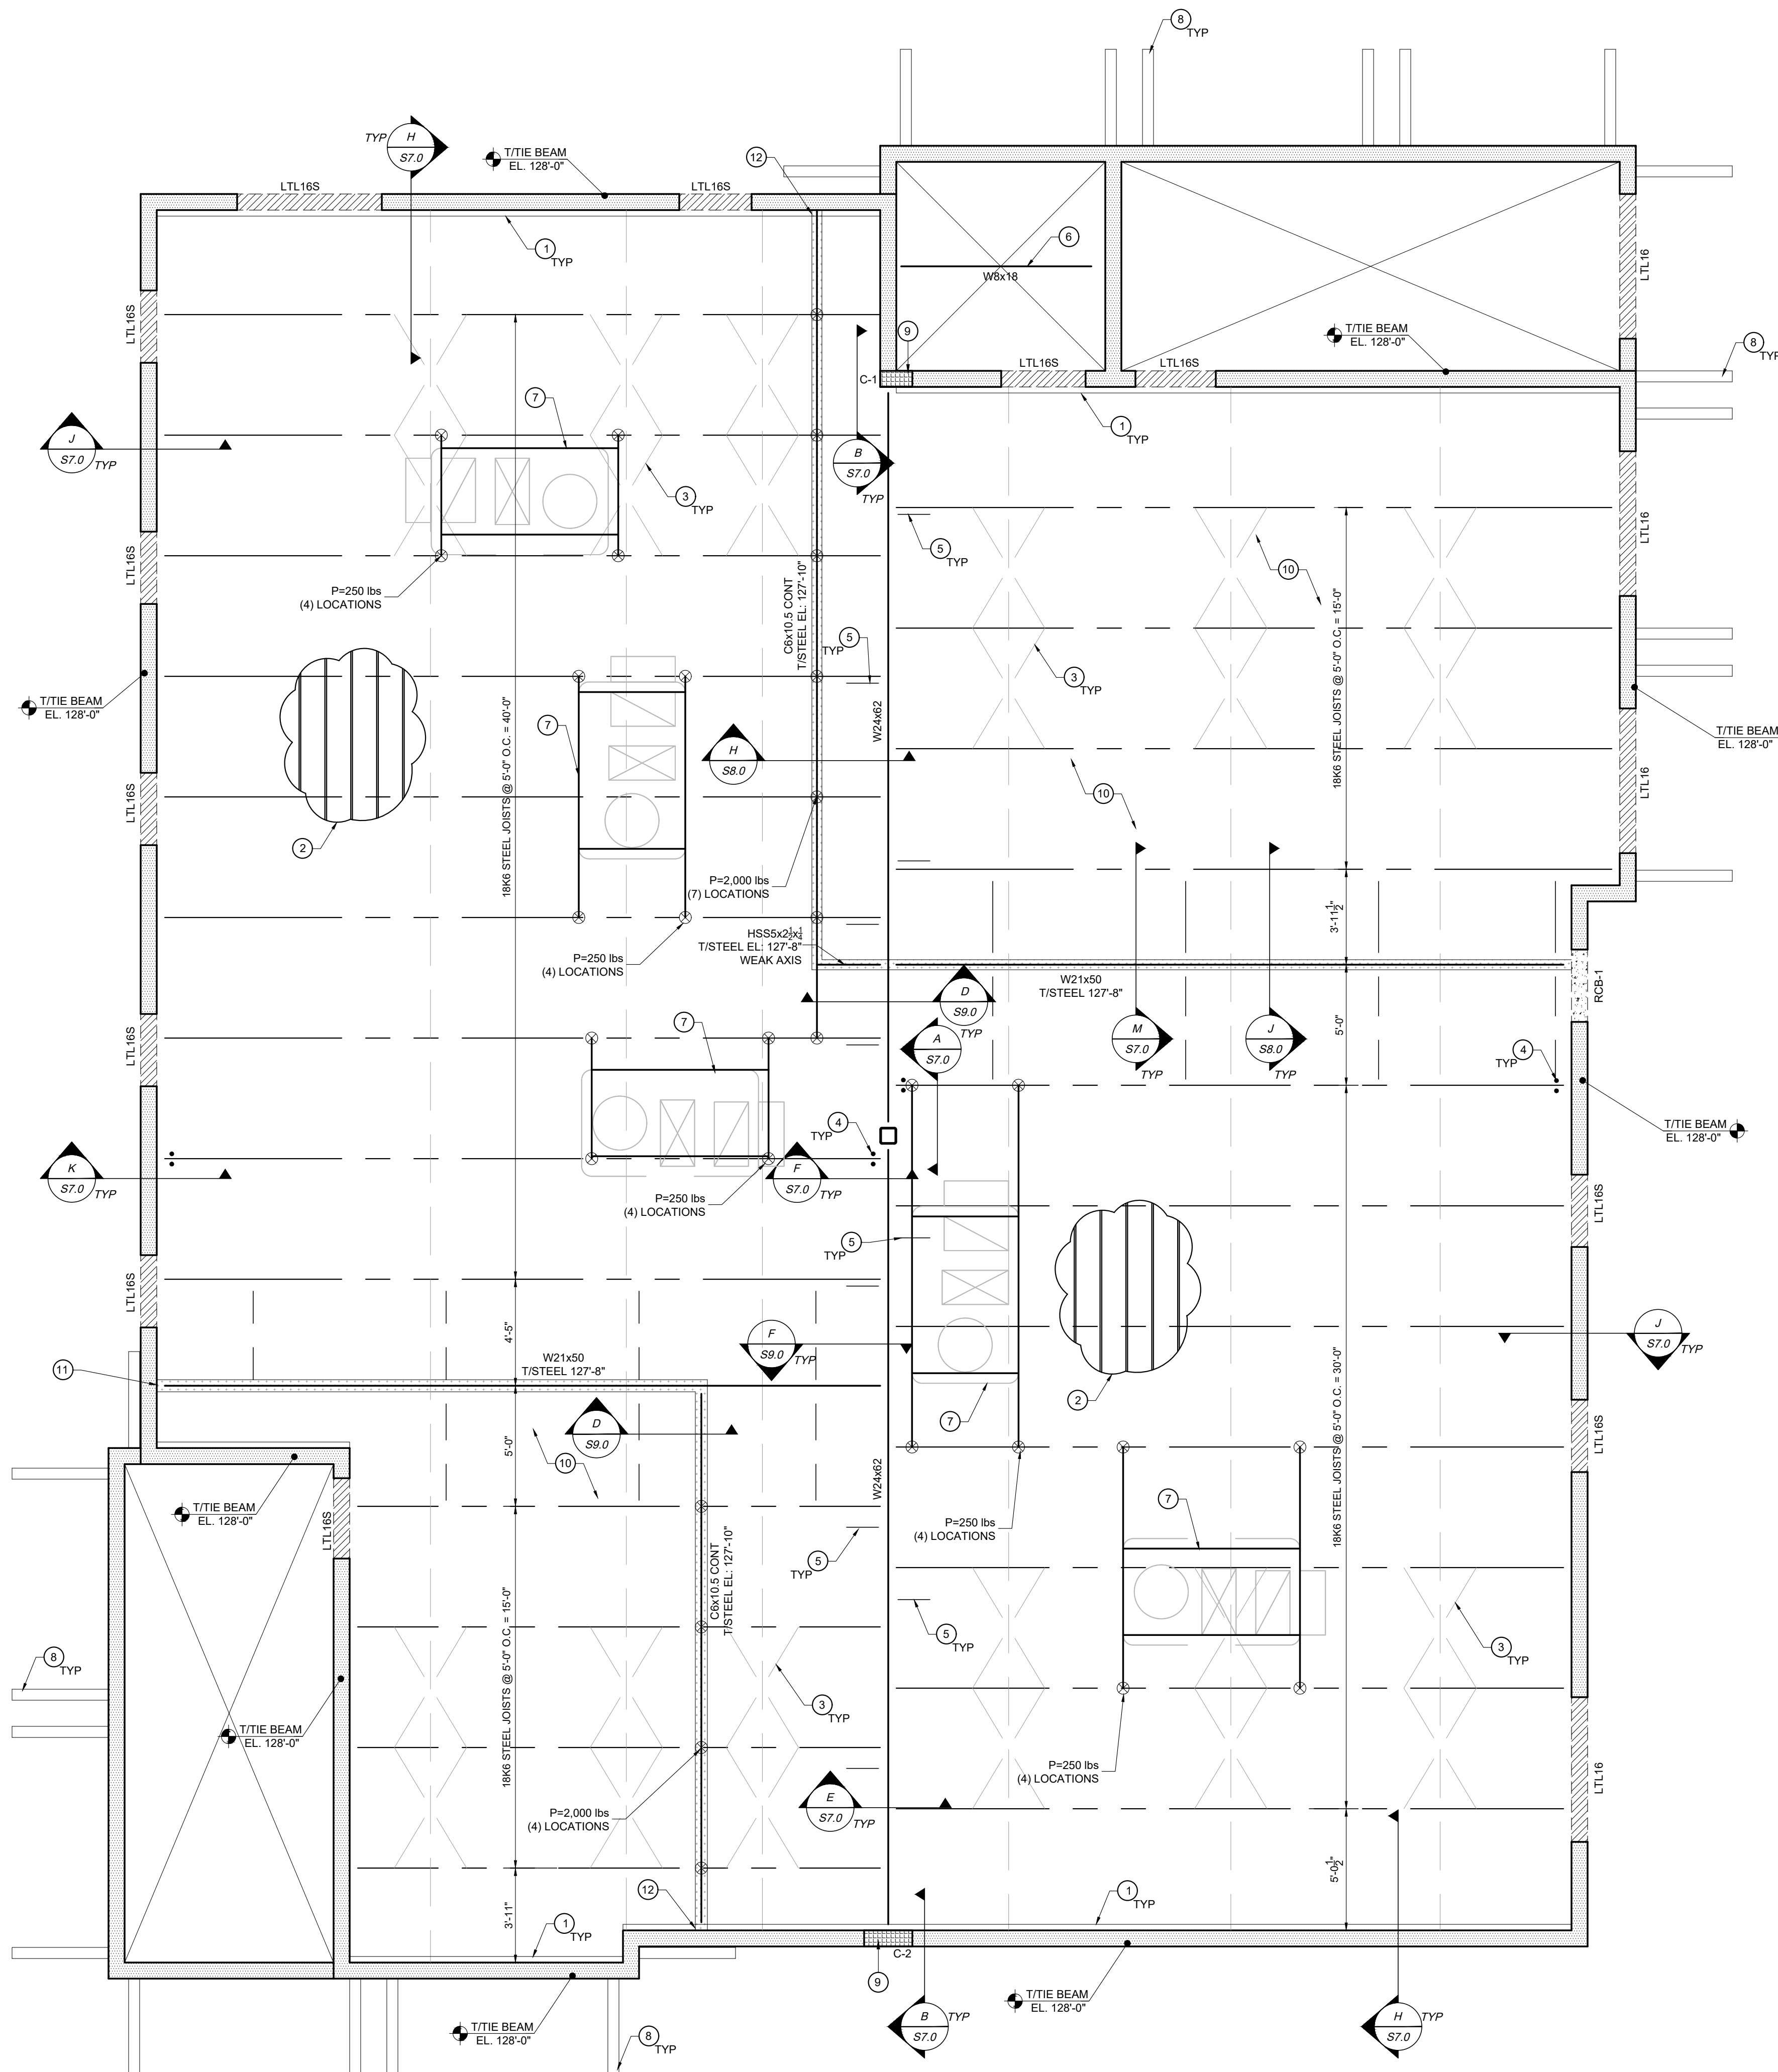 8
TYP
TYP
H
S7.0
T/TIE BEAM
EL. 128'-0"
12
LTL16S
LTL16S
1
TYP
6
W8x18
LTL16
T/TIE BEAM
EL. 128'-0"
8
TYP
LTL16S
9
C-1
LTL16S
LTL16S
7
J
S7.0
TYP
B
S7.0
TYP
1
TYP
3
TYP
5
TYP
10
LTL16
LTL16S
P=250 lbs
(4) LOCATIONS
C6x10.5 CONT
T/STEEL EL: 127'-10"
5
TYP
3
TYP
18K6 STEEL JOISTS @ 5'-0" O.C. = 15'-0"
T/TIE BEAM
EL. 128'-0"
7
W24x62
H
S8.0
T/TIE BEAM
EL. 128'-0"
18K6 STEEL JOISTS @ 5'-0" O.C. = 40'-0"
10
LTL16
LTL16S
2
P=2,000 lbs
(7) LOCATIONS
3'-11 1/2"
HSS5x2 1/2x1/4
T/STEEL EL: 127'-8"
WEAK AXIS
P=250 lbs
(4) LOCATIONS
W21x50
T/STEEL 127'-8"
RCB-1
D
S9.0
TYP
LTL16S
7
A
S7.0
TYP
M
S7.0
TYP
J
S8.0
TYP
5'-0"
4
TYP
4
TYP
T/TIE BEAM
EL. 128'-0"
K
S7.0
TYP
F
S7.0
TYP
P=250 lbs
(4) LOCATIONS
LTL16S
5
TYP
LTL16S
4'-5"
F
S9.0
TYP
J
S7.0
TYP
11
W21x50
T/STEEL 127'-8"
2
7
D
S9.0
5'-0"
10
18K6 STEEL JOISTS @ 5'-0" O.C. = 30'-0"
LTL16S
W24x62
T/TIE BEAM
EL. 128'-0"
LTL16S
7
P=250 lbs
(4) LOCATIONS
C6x10.5 CONT
T/STEEL EL: 127'-10"
5
TYP
5
TYP
3
TYP
8
TYP
18K6 STEEL JOISTS @ 5'-0" O.C. = 15'-0"
3
TYP
T/TIE BEAM
EL. 128'-0"
P=250 lbs
(4) LOCATIONS
LTL16
P=2,000 lbs
(4) LOCATIONS
E
S7.0
TYP
5'-0 1/2"
12
1
TYP
3'-11"
1
TYP
C-2
9
T/TIE BEAM
EL. 128'-0"
T/TIE BEAM
EL. 128'-0"
8
TYP
B
S7.0
TYP
H
S7.0
TYP